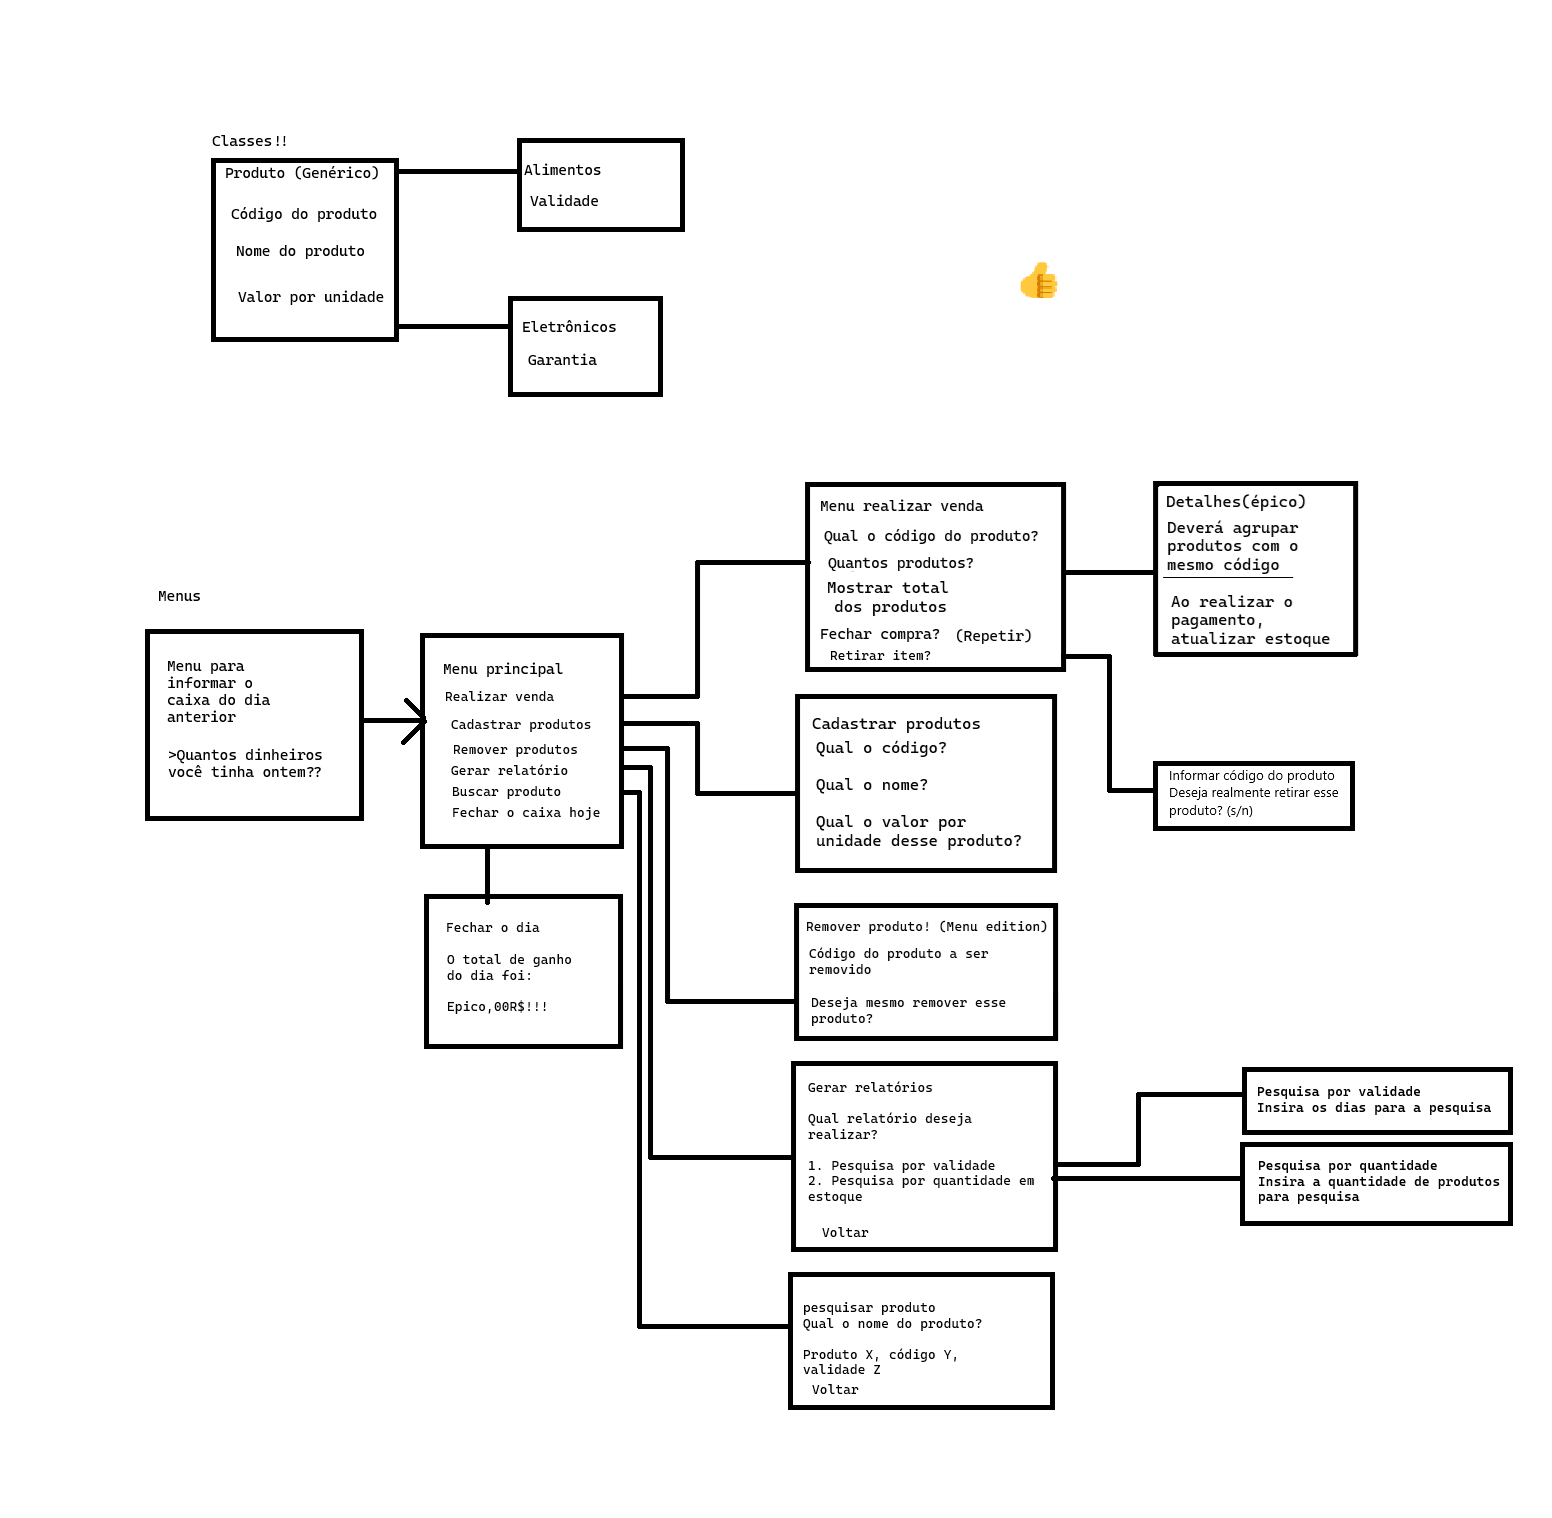 Classes!!
Produto (Genérico)
Código do produto
Nome do produto
Valor por unidade
Alimentos
Validade
Eletrônicos
Garantia
Menus
Menu para
informar o
caixa do dia
anterior
>Quantos dinheiros
você tinha ontem??
Menu principal
Realizar venda
Cadastrar produtos
Remover produtos
Gerar relatório
Buscar produto
Fechar o caixa hoje
Fechar o dia
O total de ganho
do dia foi:
Epico,00R$!!!
Menu realizar venda
Qual o código do produto?
Quantos produtos?
Mostrar total
dos produtos
Fechar compra? (Repetir)
Retirar item?
Detalhes(épico)
Deverá agrupar
produtos com o
mesmo código
Ao realizar o
pagamento,
atualizar estoque
Informar código do produto
Deseja realmente retirar esse
produto? (s/n)
Cadastrar produtos
Qual o código?
Qual o nome?
Qual o valor por
unidade desse produto?
Remover produto! (Menu edition)
Código do produto a ser
removido
Deseja mesmo remover esse
produto?
Gerar relatórios
Qual relatório deseja
realizar?
1. Pesquisa por validade
2. Pesquisa por quantidade em
estoque
Voltar
Pesquisa por validade
Insira os dias para a pesquisa
Pesquisa por quantidade
Insira a quantidade de produtos
para pesquisa
pesquisar produto
Qual o nome do produto?
Produto X, código Y,
validade Z
Voltar